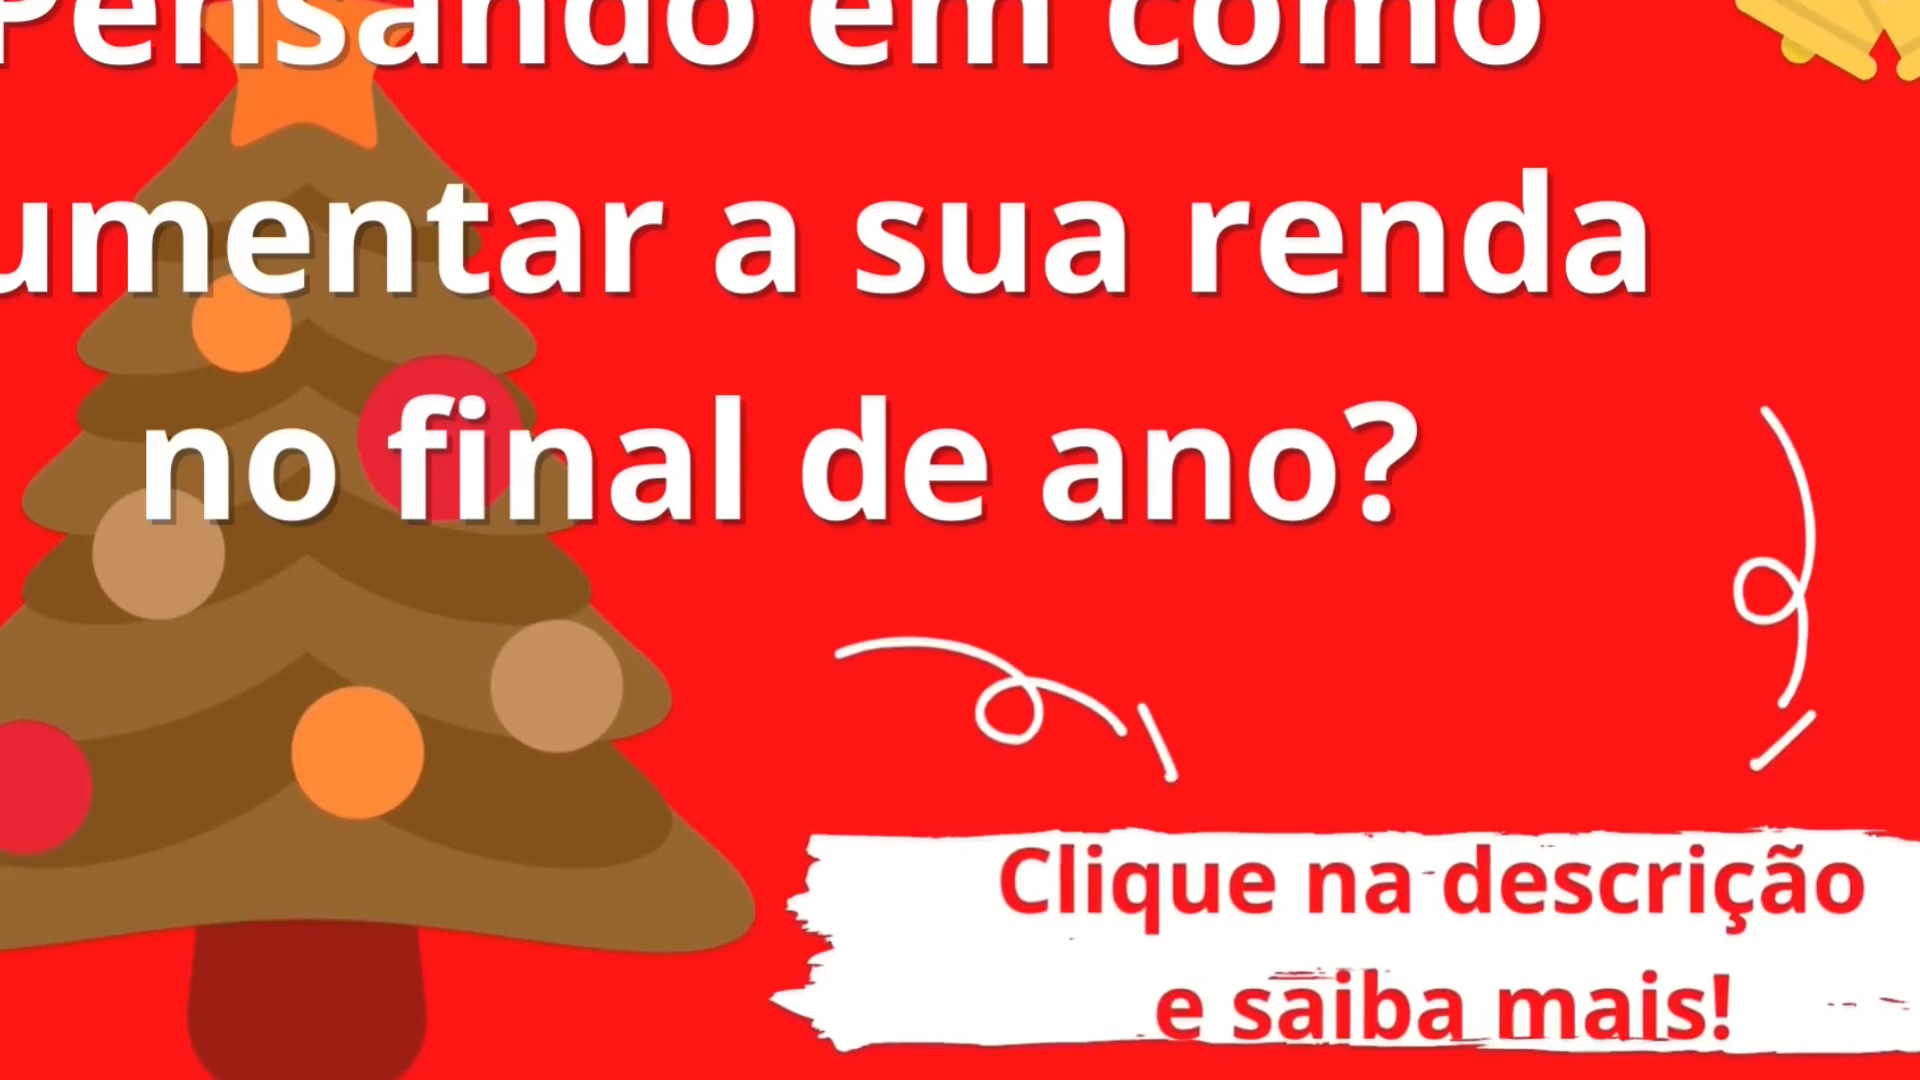 Pensando em como
umentar a sua renda
no final de ano?
Clique na descrição
e saiba mais!